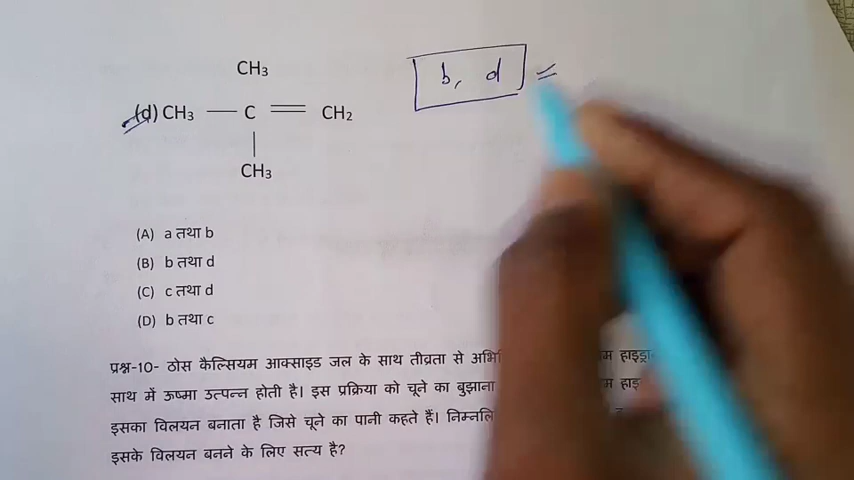 CH₃
b, d =
(d) CH₃ — C = CH₂
CH₃
(A) a तथा b
(B) b तथा d
(C) c तथा d
(D) b तथा c
प्रश्न-10- ठोस कैल्सियम आक्साइड जल के साथ तीव्रता से
साथ में ऊष्मा उत्पन्न होती है। इस प्रक्रिया को चूने का बुझाना
इसका विलयन बनाता है जिसे चूने का पानी कहते हैं।
इसके विलयन बनने के लिए सत्य है?